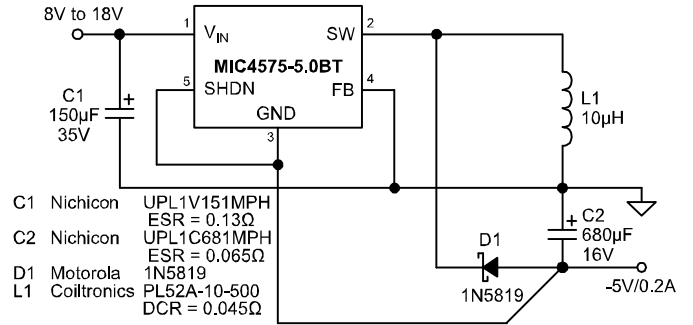 8V to 18V
1
VIN
SW
2
MIC4575-5.0BT
5
SHDN
FB
4
GND
3
C1
150µF
35V
+
L1
10µH
C1 Nichicon UPL1V151MPH
ESR = 0.13Ω
C2 Nichicon UPL1C681MPH
ESR = 0.065Ω
D1 Motorola 1N5819
L1 Coiltronics PL52A-10-500
DCR = 0.045Ω
D1
1N5819
+
C2
680µF
16V
-5V/0.2A